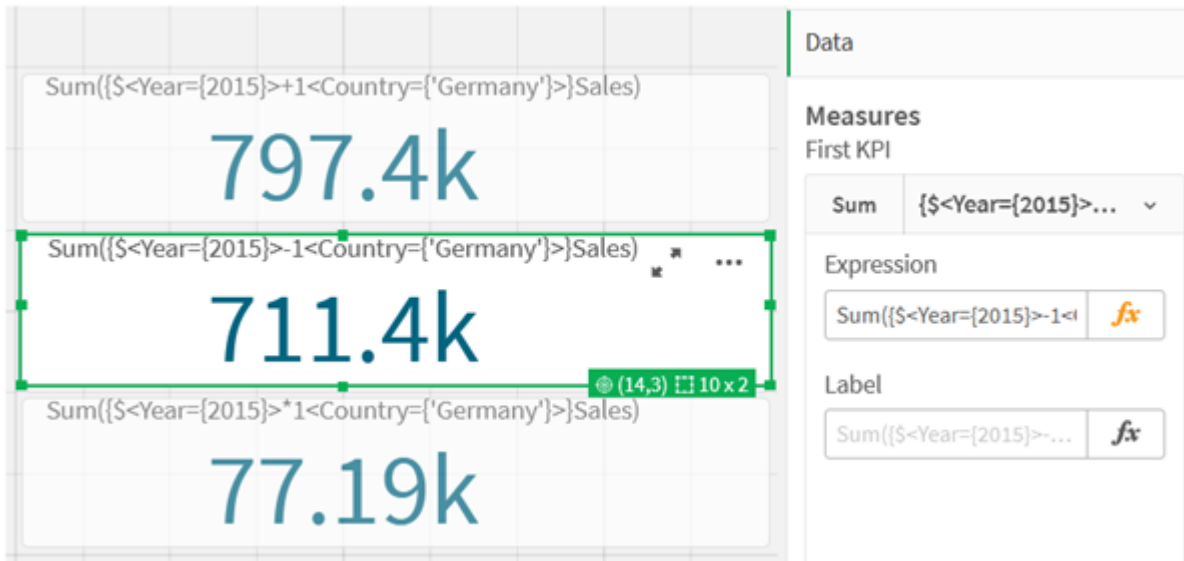 Sum({$<Year={2015}>+1<Country={'Germany'}>}Sales)
797.4k
Sum({$<Year={2015}>-1<Country={'Germany'}>}Sales)
711.4k
(14,3) 10 x 2
Sum({$<Year={2015}>*1<Country={'Germany'}>}Sales)
77.19k
Data
Measures
First KPI
Sum {$<Year={2015}>...
Expression
Sum({$<Year={2015}>-1<( fx
Label
Sum({$<Year={2015}>-... fx